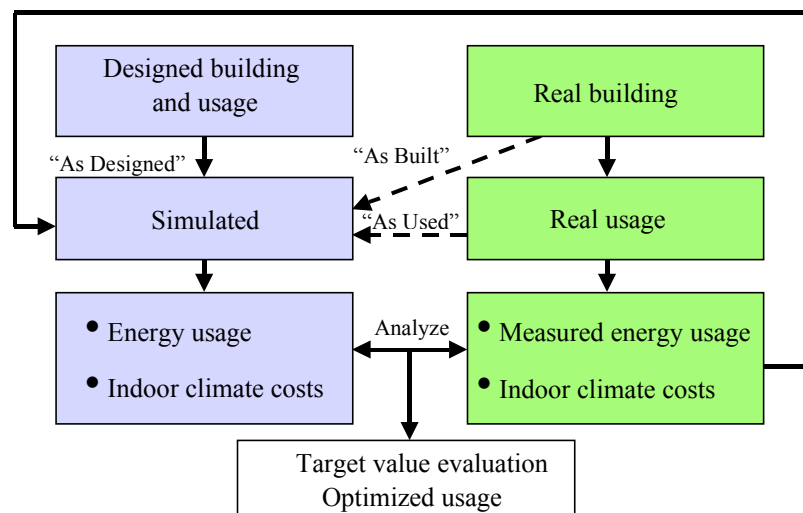 Designed building
and usage
Real building
“As Designed”
“As Built”
Simulated
“As Used”
Real usage
• Energy usage
• Indoor climate costs
Analyze
• Measured energy usage
• Indoor climate costs
Target value evaluation
Optimized usage